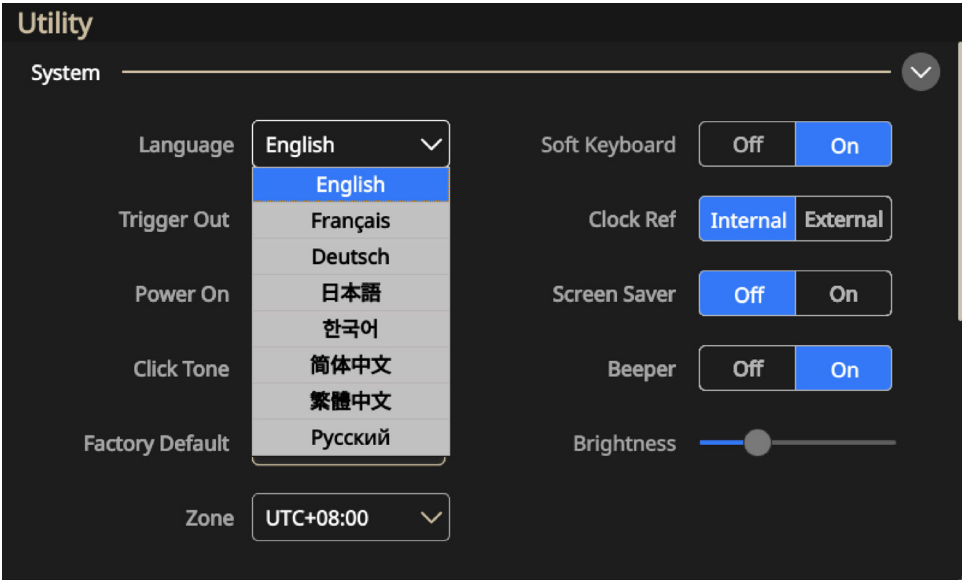 Utility
System
Language English Soft Keyboard Off On
English
Trigger Out Français Clock Ref Internal External
Deutsch
Power On 日本語 Screen Saver Off On
한국어
Click Tone 简体中文 Beeper Off On
繁體中文
Factory Default Русский Brightness
Zone UTC+08:00